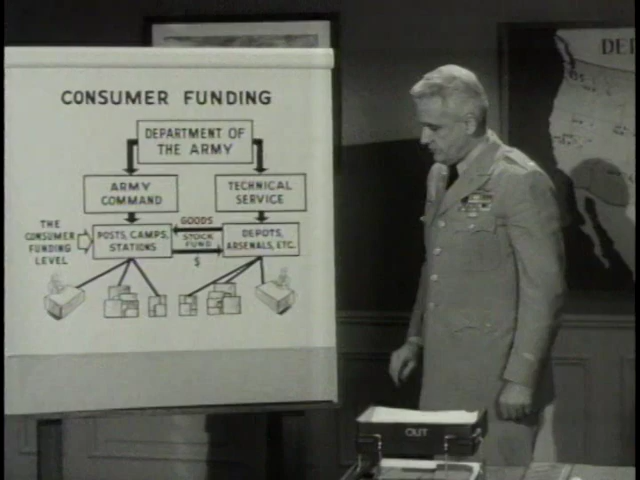 CONSUMER FUNDING
DEPARTMENT OF
THE ARMY
ARMY
COMMAND
TECHNICAL
SERVICE
THE
CONSUMER
FUNDING
LEVEL
POSTS, CAMPS,
STATIONS
GOODS
STOCK
FUND
$
DEPOTS,
ARSENALS, ETC.
OUT